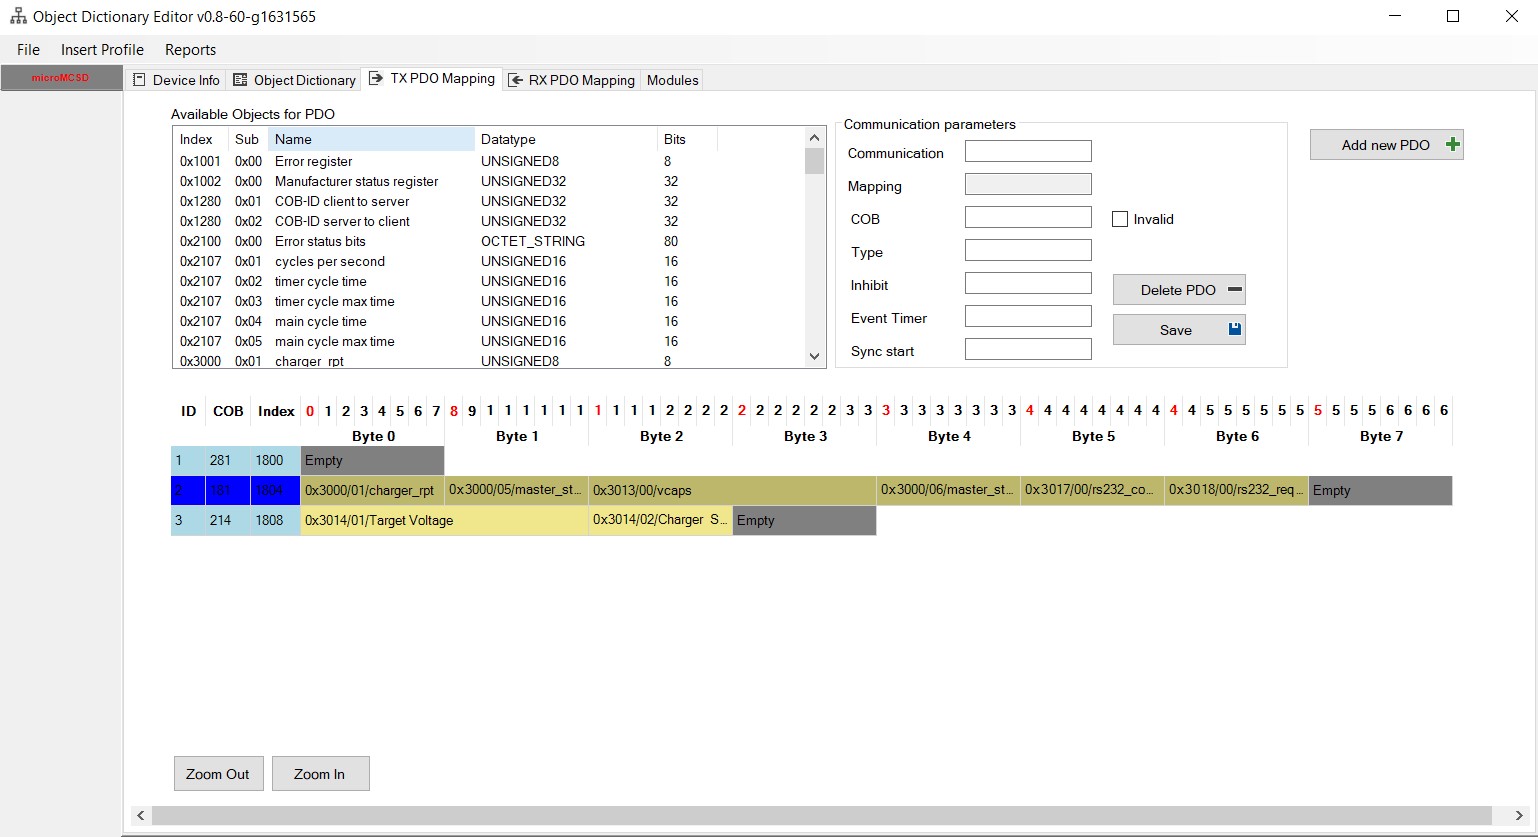 Object Dictionary Editor v0.8-60-g1631565
File Insert Profile Reports
microMCSD
Device Info Object Dictionary TX PDO Mapping RX PDO Mapping Modules
Available Objects for PDO
Index Sub Name Datatype Bits
0x1001 0x00 Error register UNSIGNED8 8
0x1002 0x00 Manufacturer status register UNSIGNED32 32
0x1280 0x01 COB-ID client to server UNSIGNED32 32
0x1280 0x02 COB-ID server to client UNSIGNED32 32
0x2100 0x00 Error status bits OCTET_STRING 80
0x2107 0x01 cycles per second UNSIGNED16 16
0x2107 0x02 timer cycle time UNSIGNED16 16
0x2107 0x03 timer cycle max time UNSIGNED16 16
0x2107 0x04 main cycle time UNSIGNED16 16
0x2107 0x05 main cycle max time UNSIGNED16 16
0x3000 0x01 charger_rpt UNSIGNED8 8
Communication parameters
Communication
Mapping
COB
Invalid
Type
Inhibit
Delete PDO
Event Timer
Save
Sync start
Add new PDO
ID COB Index 0 1 2 3 4 5 6 7 8 9 1 1 1 1 1 1 1 1 1 1 2 2 2 2 2 2 2 2 2 2 3 3 3 3 3 3 3 3 3 3 4 4 4 4 4 4 4 4 4 4 5 5 5 5 5 5 5 5 5 5 6 6 6 6
Byte 0 Byte 1 Byte 2 Byte 3 Byte 4 Byte 5 Byte 6 Byte 7
1 281 1800 Empty
2 181 1804 0x3000/01/charger_rpt 0x3000/05/master_st... 0x3013/00/vcaps 0x3000/06/master_st... 0x3017/00/rs232_co... 0x3018/00/rs232_req... Empty
3 214 1808 0x3014/01/Target Voltage 0x3014/02/Charger S... Empty
Zoom Out Zoom In